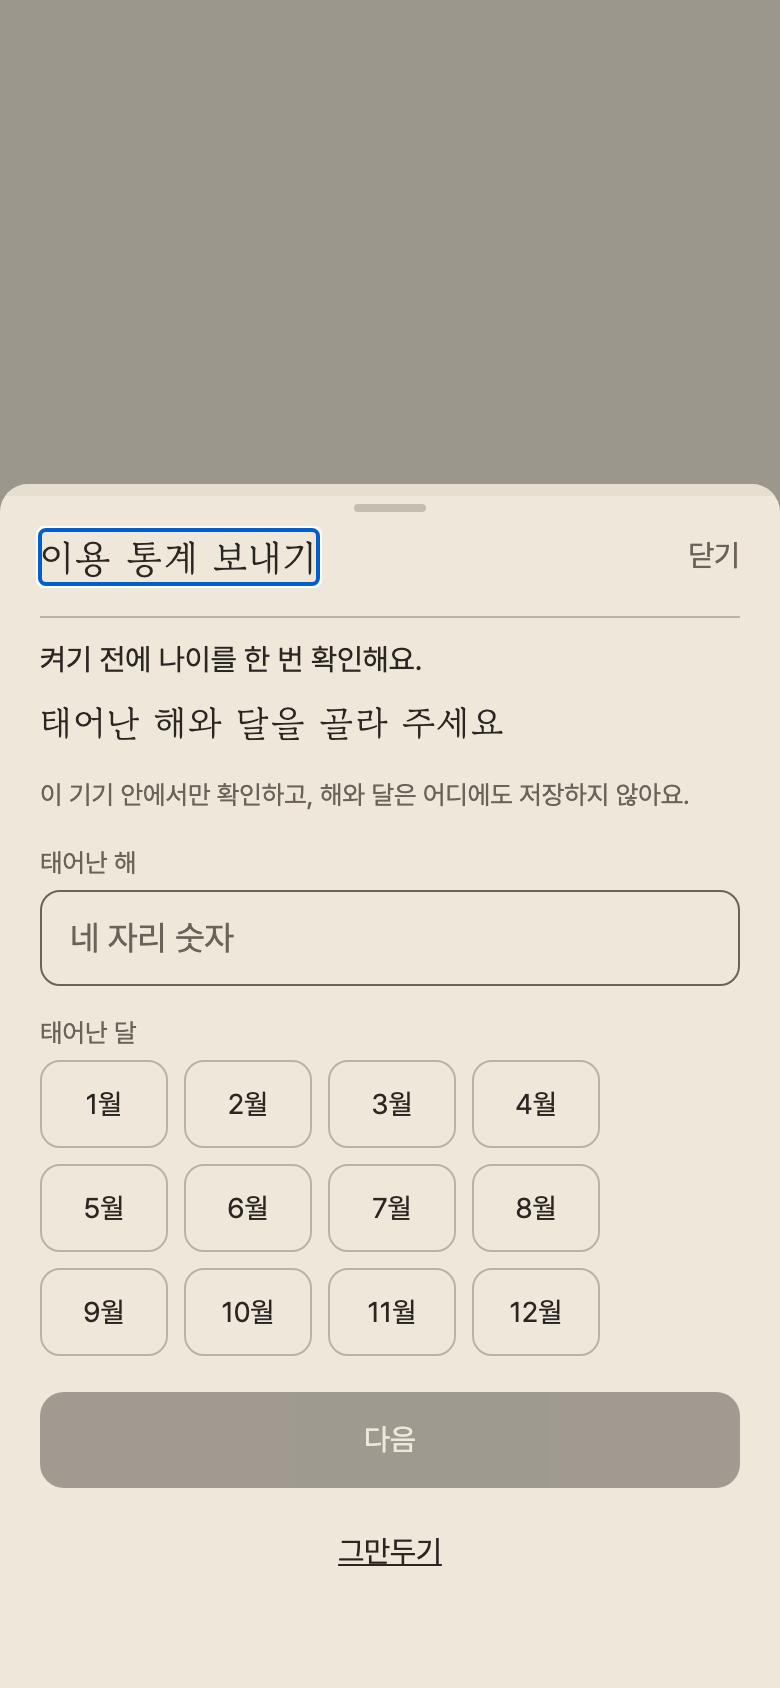 이용 통계 보내기
닫기
켜기 전에 나이를 한 번 확인해요.
태어난 해와 달을 골라 주세요
이 기기 안에서만 확인하고, 해와 달은 어디에도 저장하지 않아요.
태어난 해
네 자리 숫자
태어난 달
1월 2월 3월 4월
5월 6월 7월 8월
9월 10월 11월 12월
다음
그만두기